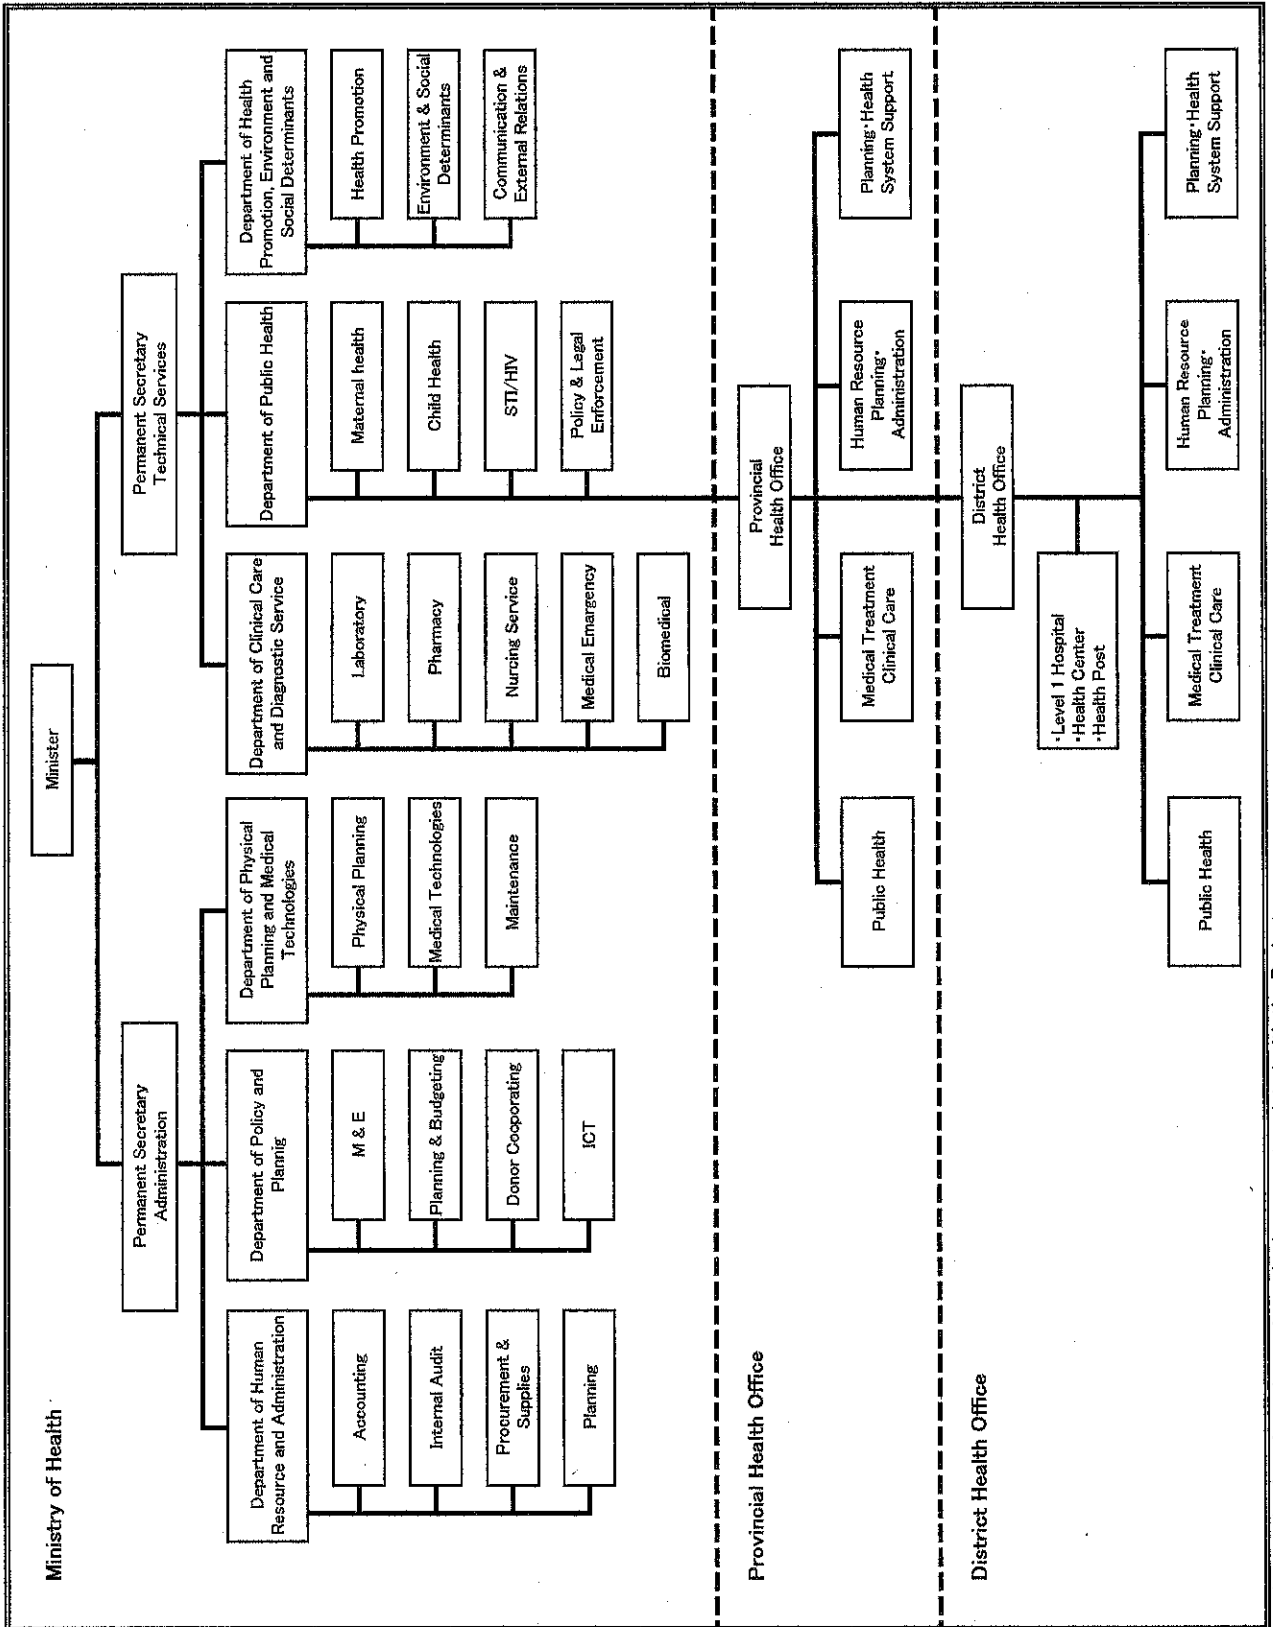 Ministry of Health
Minister
Permanent Secretary
Administration
Permanent Secretary
Technical Services
Department of Human
Resource and Administration
Accounting
Internal Audit
Procurement &
Supplies
Planning
Department of Policy and
Plannig
M & E
Planning & Budgeting
Donor Cooporating
ICT
Department of Physical
Planning and Medical
Technologies
Physical Planning
Medical Technologies
Maintenance
Department of Clinical Care
and Diagnostic Service
Laboratory
Pharmacy
Nurcing Service
Medical Emargency
Biomedical
Department of Public Health
Maternal health
Child Health
STI/HIV
Policy & Legal
Enforcement
Department of Health
Promotion, Environment and
Social Determinants
Health Promotion
Environment & Social
Determinants
Communication &
External Relations
Provincial Health Office
Provincial
Health Office
Public Health
Medical Treatment
Clinical Care
Human Resource
Planning・
Administration
Planning・Health
System Support
District Health Office
District
Health Office
・Level 1 Hospital
・Health Center
・Health Post
Public Health
Medical Treatment
Clinical Care
Human Resource
Planning・
Administration
Planning・Health
System Support